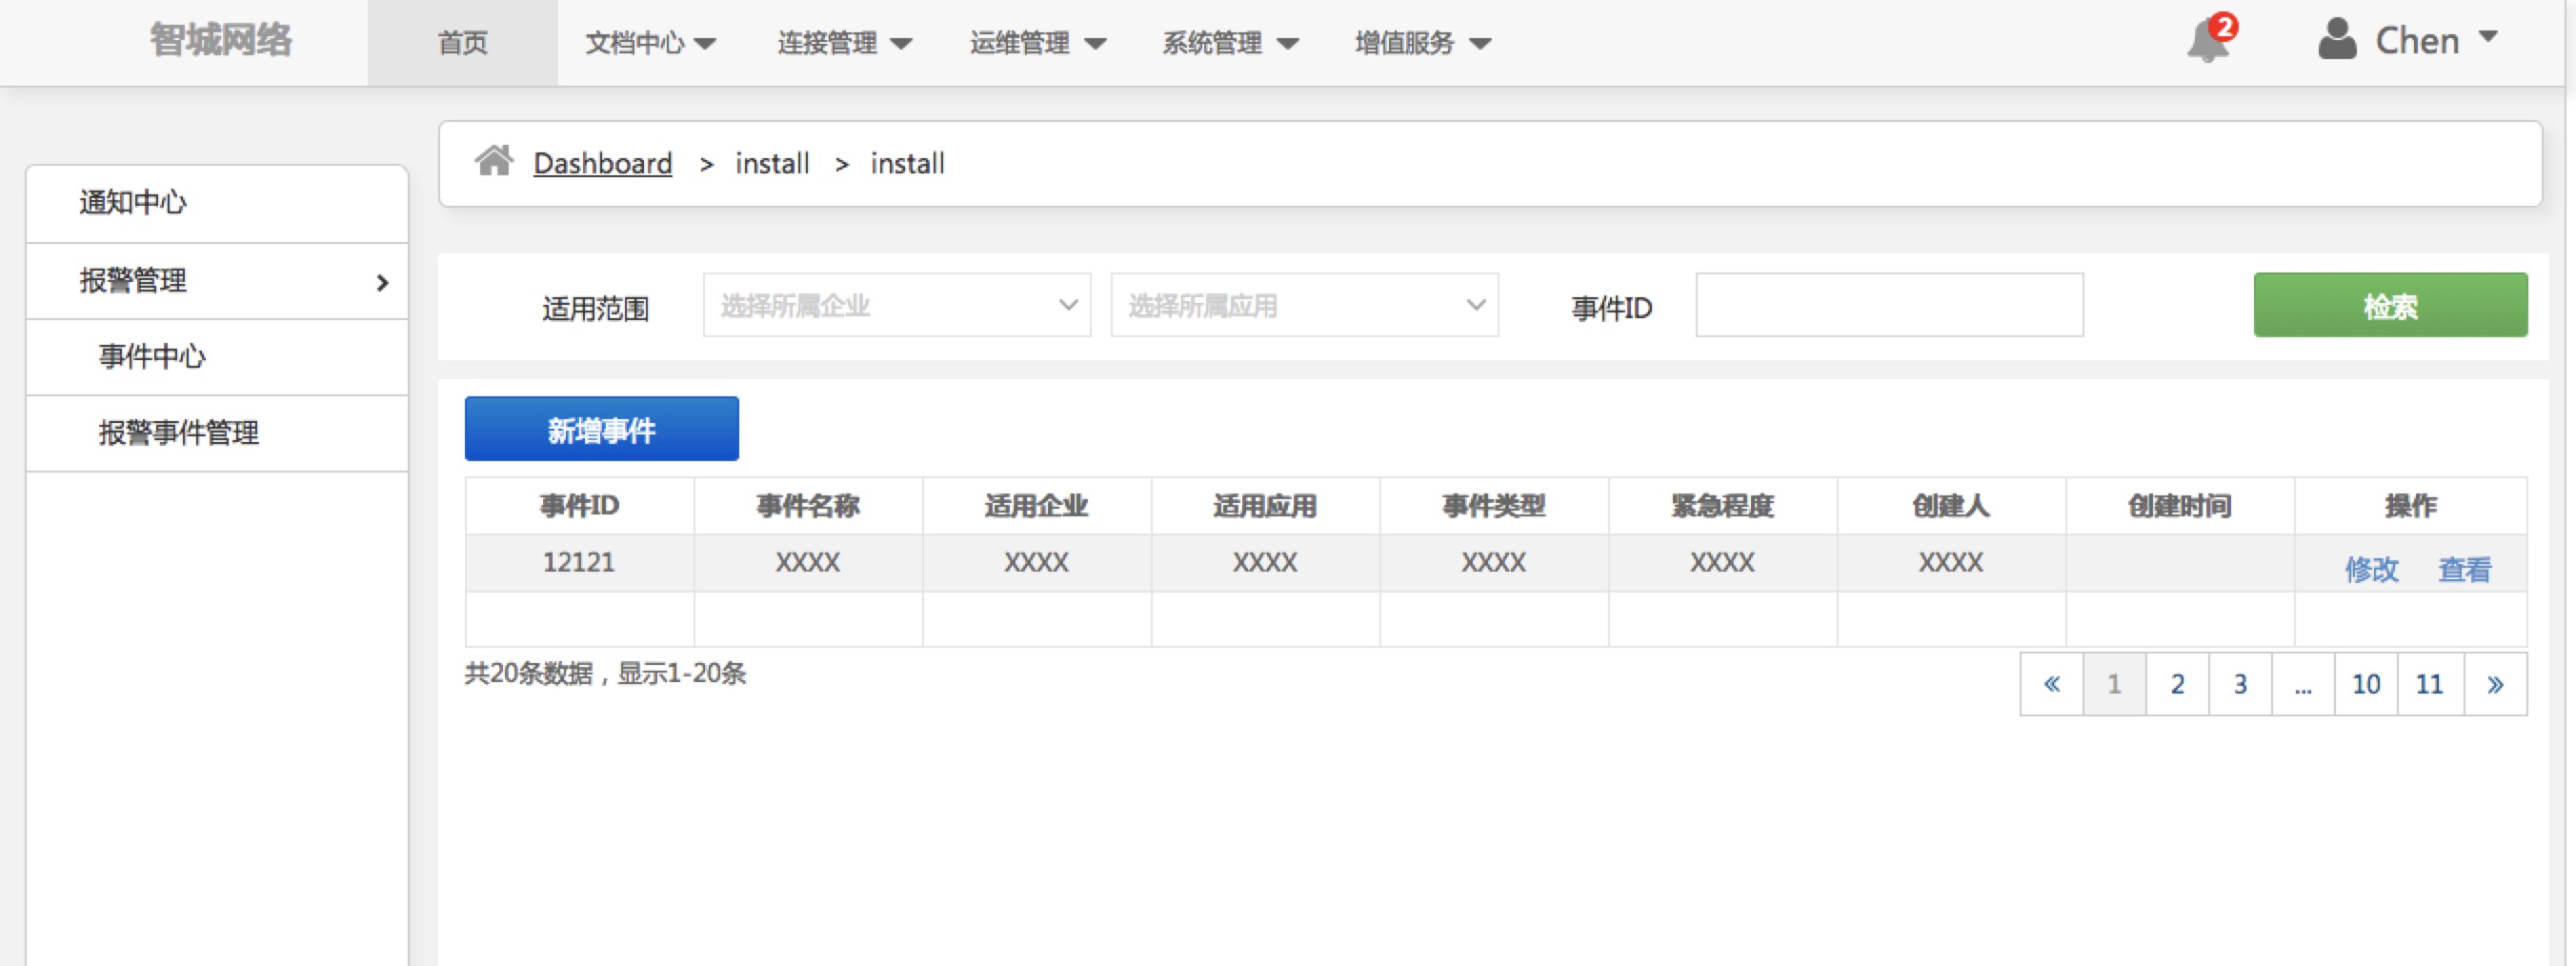 智城网络 首页 文档中心 连接管理 运维管理 系统管理 增值服务 2 Chen
Dashboard > install > install
通知中心
报警管理
事件中心
报警事件管理
适用范围 选择所属企业 选择所属应用 事件ID 检索
新增事件
事件ID 事件名称 适用企业 适用应用 事件类型 紧急程度 创建人 创建时间 操作
12121 XXXX XXXX XXXX XXXX XXXX XXXX 修改 查看
共20条数据，显示1-20条
« 1 2 3 ... 10 11 »